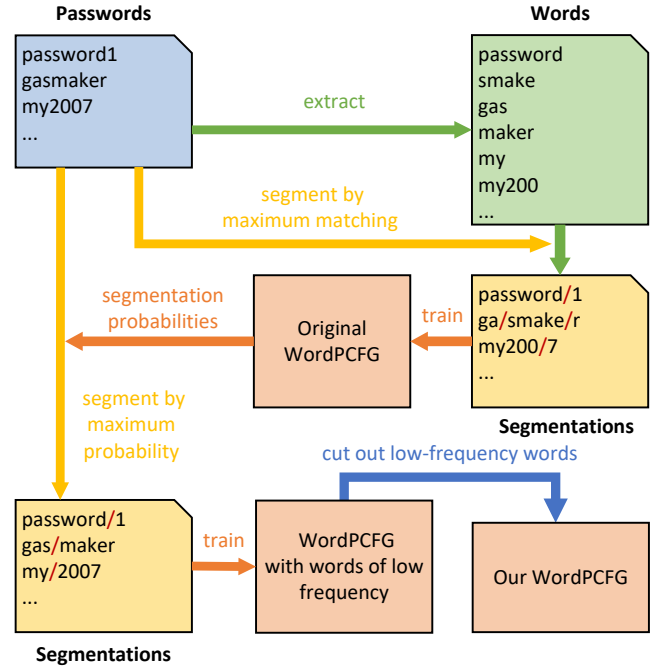 Passwords
Words
password1
gasmaker
my2007
...
extract
password
smake
gas
maker
my
my200
...
segment by
maximum matching
segmentation
probabilities
Original
WordPCFG
train
password/1
ga/smake/r
my200/7
...
Segmentations
segment by
maximum
probability
cut out low-frequency words
password/1
gas/maker
my/2007
...
train
WordPCFG
with words of low
frequency
Our WordPCFG
Segmentations